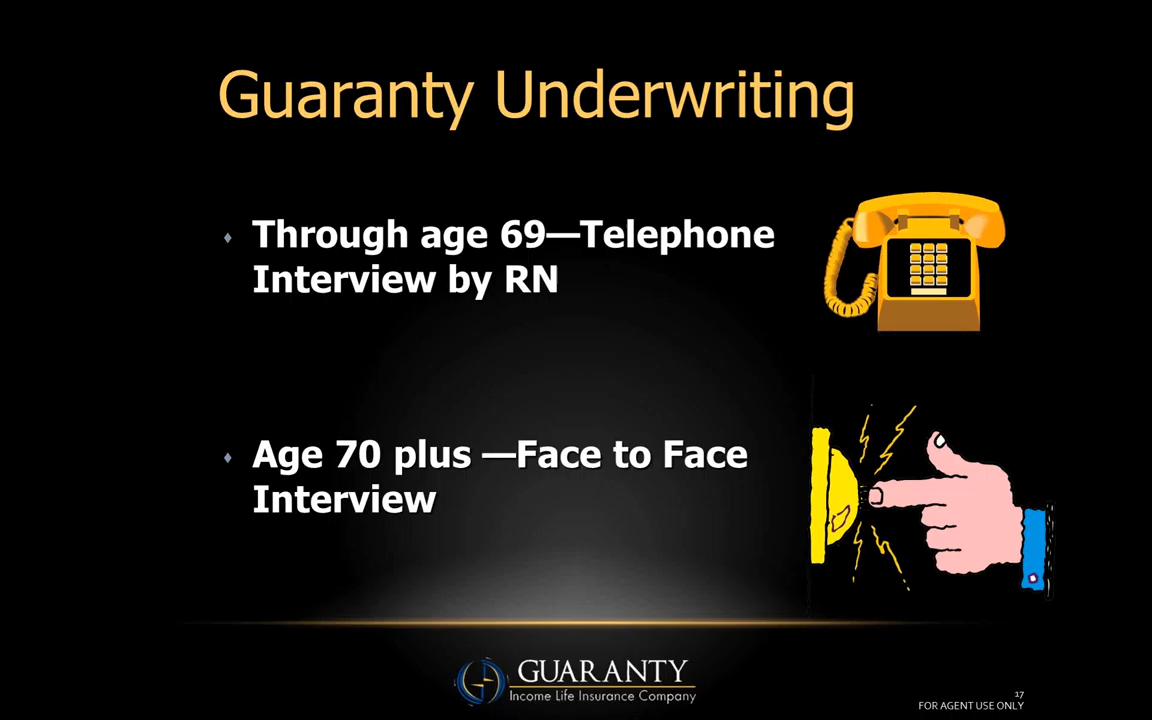 Guaranty Underwriting
Through age 69—Telephone
Interview by RN
Age 70 plus —Face to Face
Interview
GUARANTY
Income Life Insurance Company
17
FOR AGENT USE ONLY